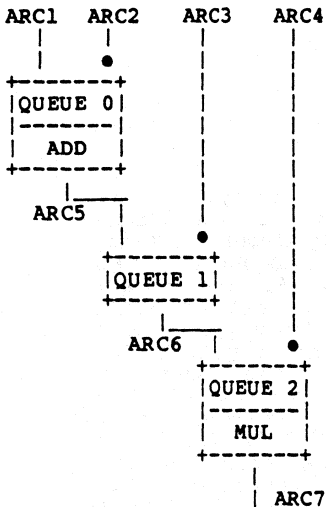 ARC1 ARC2 ARC3 ARC4
QUEUE 0
ADD
ARC5
QUEUE 1
ARC6
QUEUE 2
MUL
ARC7